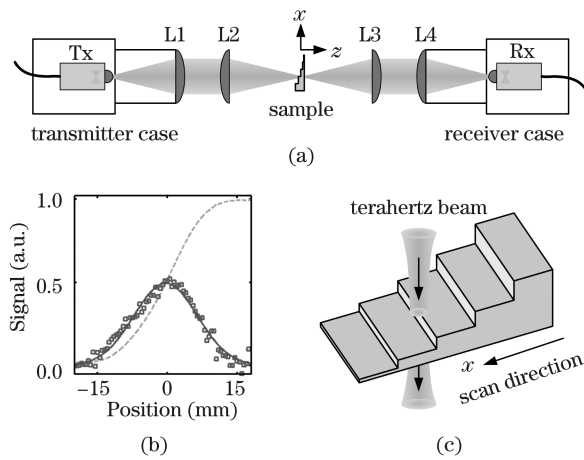 x
z
Tx
L1
L2
L3
L4
Rx
sample
transmitter case
receiver case
(a)
1.0
0.5
0.0
Signal (a.u.)
−15
0
15
Position (mm)
(b)
terahertz beam
x
scan direction
(c)